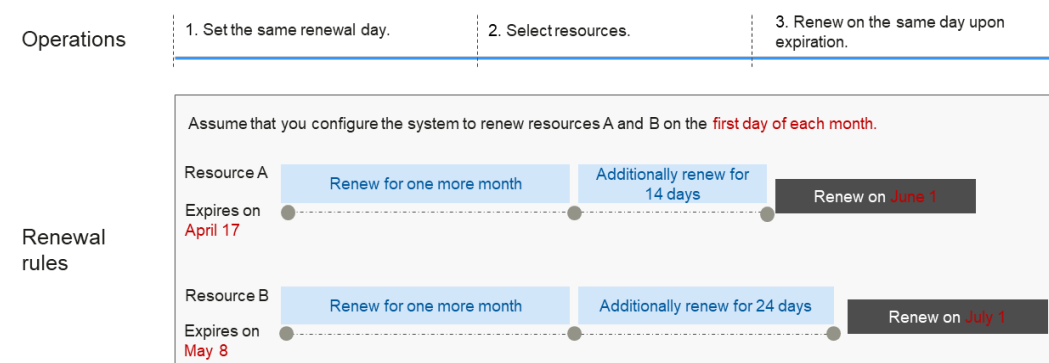 Operations
1. Set the same renewal day.
2. Select resources.
3. Renew on the same day upon
expiration.
Renewal
rules
Assume that you configure the system to renew resources A and B on the first day of each month.
Resource A
Renew for one more month
Additionally renew for
14 days
Expires on
April 17
Renew on June 1
Resource B
Renew for one more month
Additionally renew for 24 days
Expires on
May 8
Renew on July 1